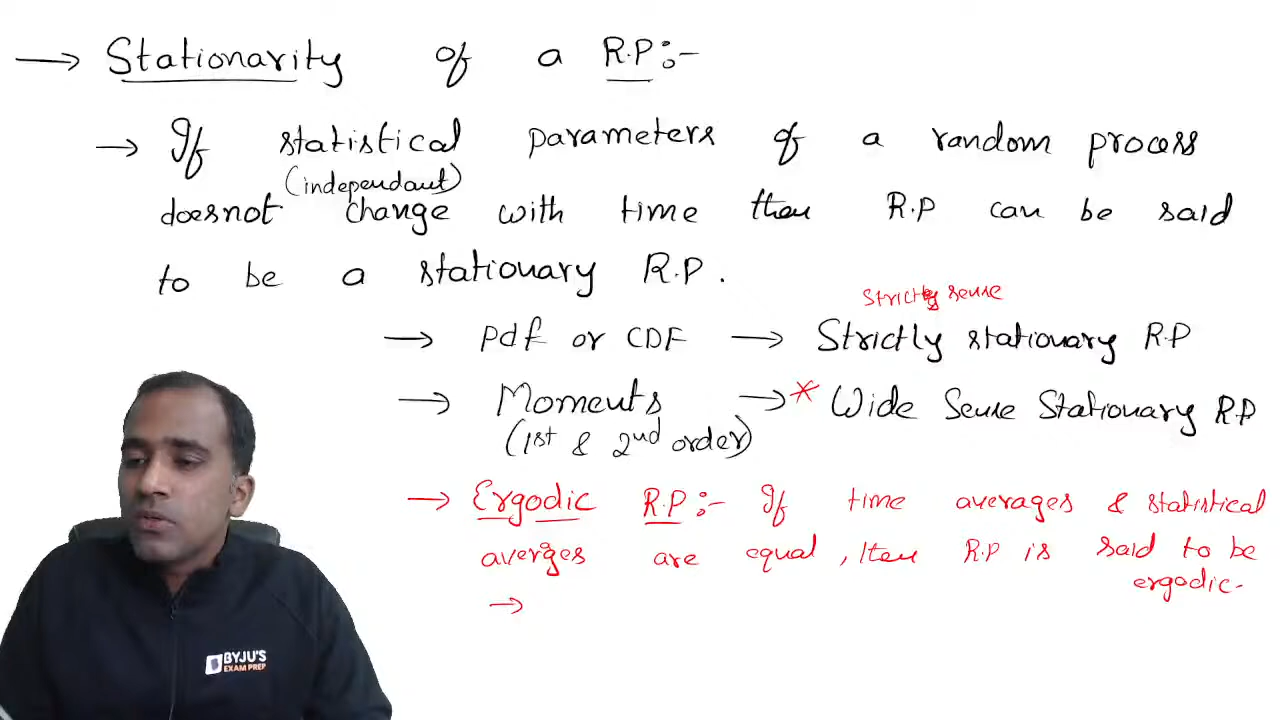 → Stationarity of a R.P :-
→ If statistical parameters of a random process
(independant)
doesnot change with time then R.P can be said
to be a stationary R.P.
strictly sense
→ Pdf or CDF → Strictly stationary R.P
→ Moments → * Wide Sense Stationary R.P
(1st & 2nd order)
→ Ergodic R.P :- If time averages & statistical
averges are equal, then R.P is said to be
ergodic.
→
BYJU'S
EXAM PREP